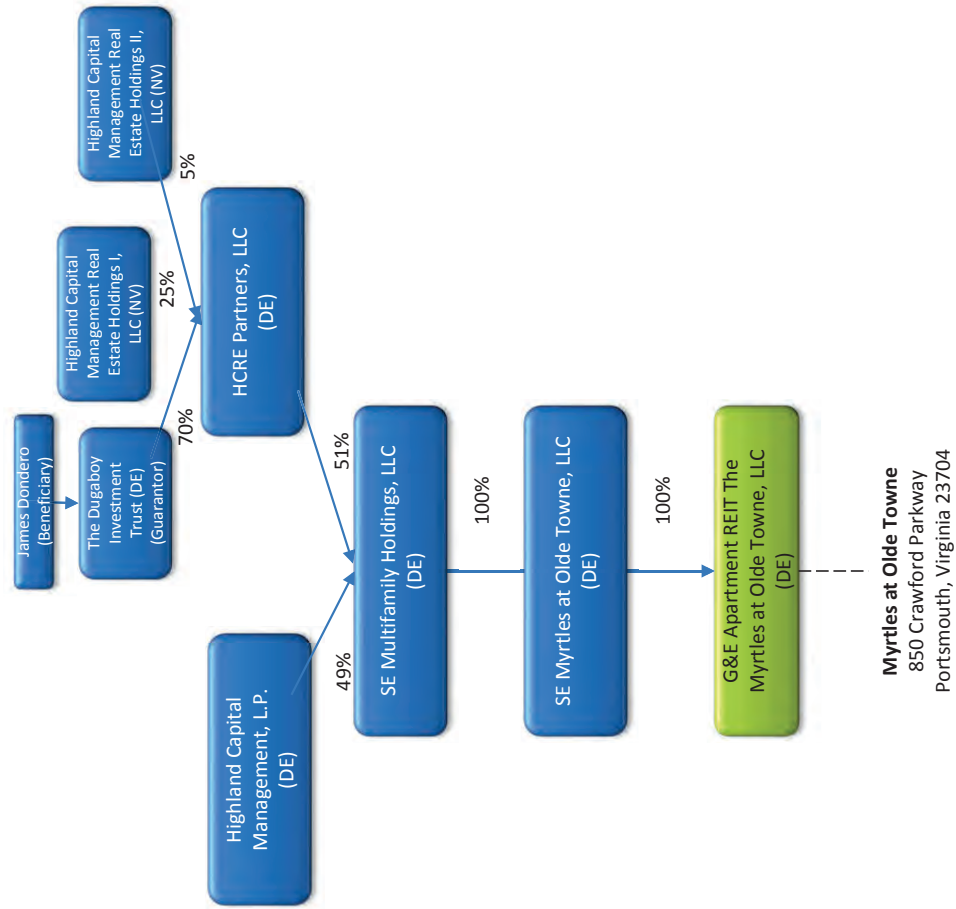 James Dondero
(Beneficiary)
The Dugaboy
Investment
Trust (DE)
(Guarantor)
Highland Capital
Management Real
Estate Holdings I,
LLC (NV)
Highland Capital
Management Real
Estate Holdings II,
LLC (NV)
70%
25%
5%
Highland Capital
Management, L.P.
(DE)
HCRE Partners, LLC
(DE)
49%
51%
SE Multifamily Holdings, LLC
(DE)
100%
SE Myrtles at Olde Towne, LLC
(DE)
100%
G&E Apartment REIT The
Myrtles at Olde Towne, LLC
(DE)
Myrtles at Olde Towne
850 Crawford Parkway
Portsmouth, Virginia 23704